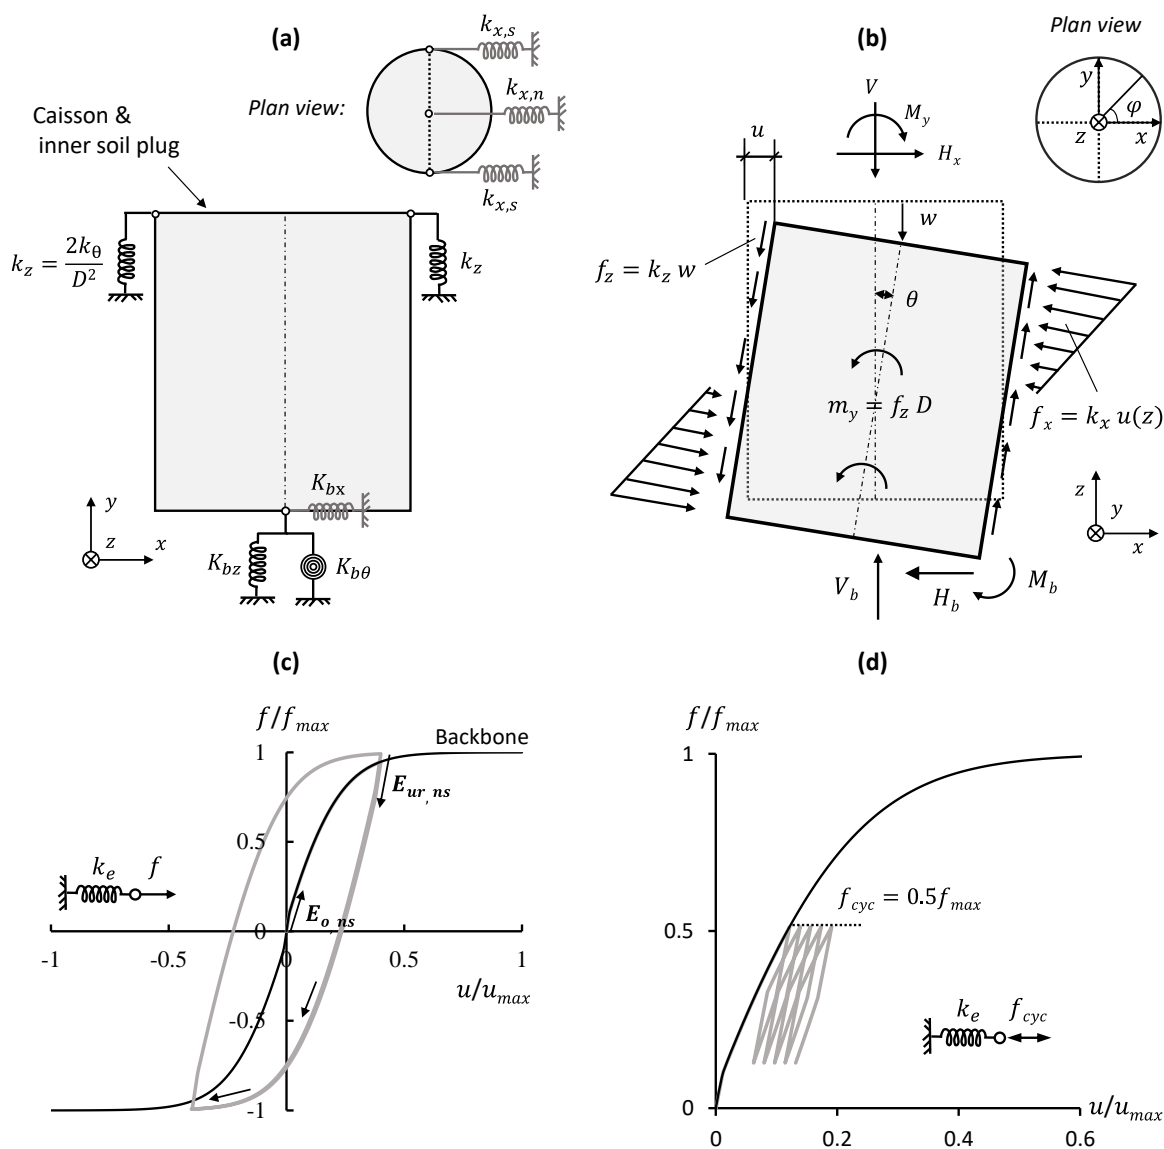 (a)
k_{x,s}
k_{x,n}
k_{x,s}
Plan view:
Caisson &
inner soil plug
k_z = 2k_θ / D^2
k_z
K_{bx}
K_{bz}
K_{bθ}
y
z
x
(b)
Plan view
y
φ
z
x
V
M_y
H_x
u
w
f_z = k_z w
θ
m_y = f_z D
f_x = k_x u(z)
V_b
H_b
M_b
z
y
x
(c)
f/f_{max}
Backbone
1
E_{ur,ns}
0.5
k_e
f
E_{o,ns}
-1
-0.5
0
0.5
1
u/u_{max}
-0.5
-1
(d)
f/f_{max}
1
f_{cyc} = 0.5f_{max}
0.5
k_e
f_{cyc}
0
u/u_{max}
0
0.2
0.4
0.6